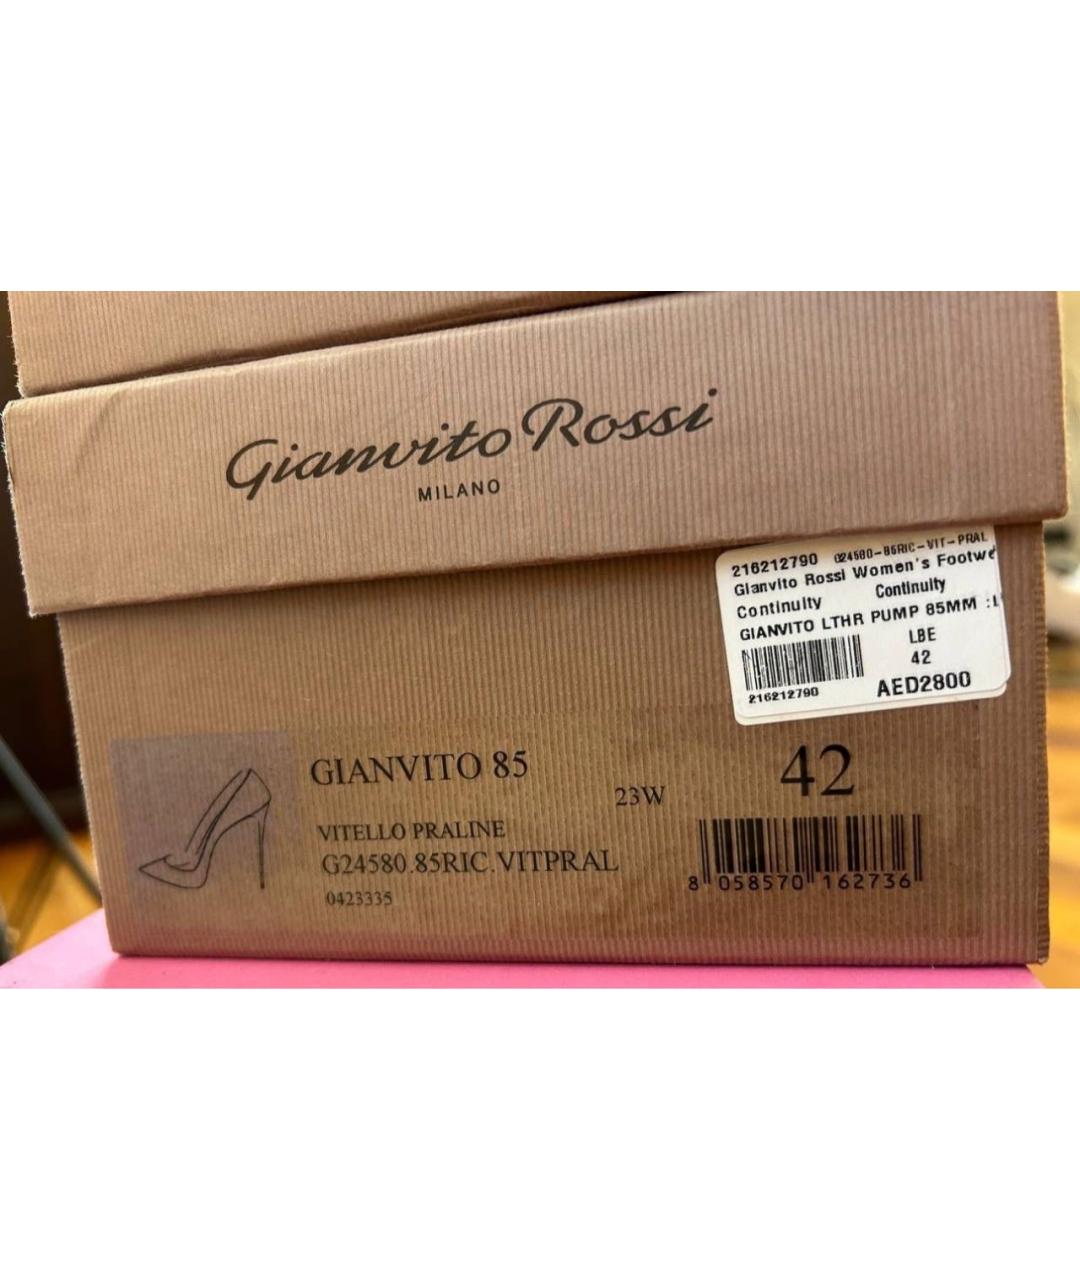 Gianvito Rossi
MILANO
216212790 G24580-85RIC-VIT-PRAL
Gianvito Rossi Women's Footwe
Continuity Continuity
GIANVITO LTHR PUMP 85MM :L
LBE
42
216212790 AED2800
GIANVITO 85
23W
42
VITELLO PRALINE
G24580.85RIC.VITPRAL
0423335
8 058570 162736